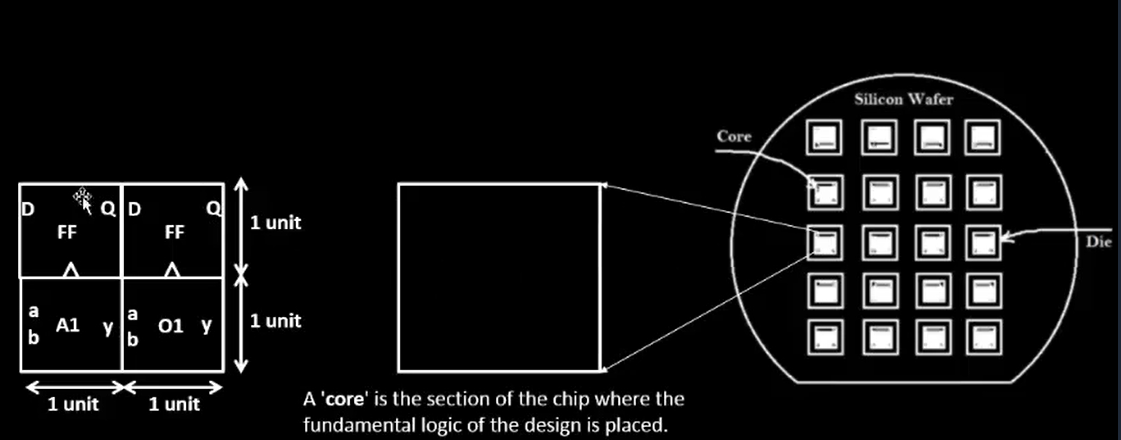 Silicon Wafer
Core
Die
D Q D Q
FF FF
1 unit
a b A1 y a b O1 y
1 unit
1 unit 1 unit
A 'core' is the section of the chip where the
fundamental logic of the design is placed.